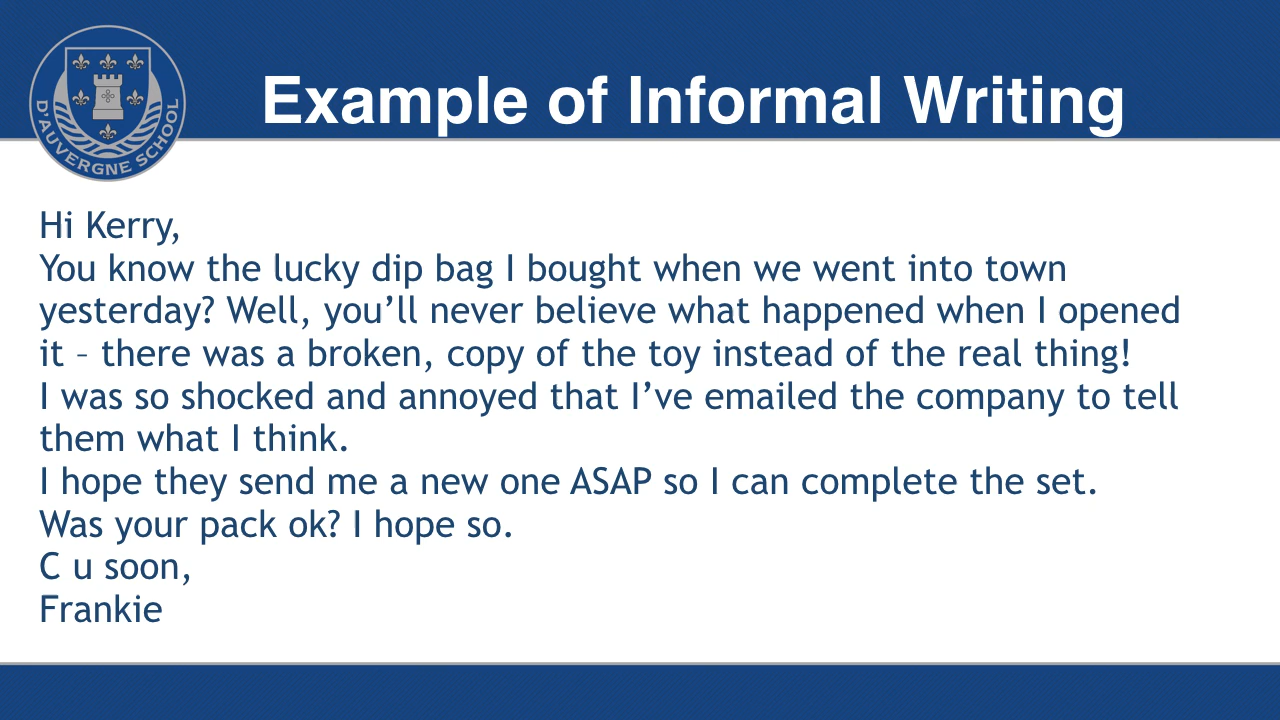 D'AUVERGNE SCHOOL
Example of Informal Writing
Hi Kerry,
You know the lucky dip bag I bought when we went into town
yesterday? Well, you’ll never believe what happened when I opened
it – there was a broken, copy of the toy instead of the real thing!
I was so shocked and annoyed that I’ve emailed the company to tell
them what I think.
I hope they send me a new one ASAP so I can complete the set.
Was your pack ok? I hope so.
C u soon,
Frankie